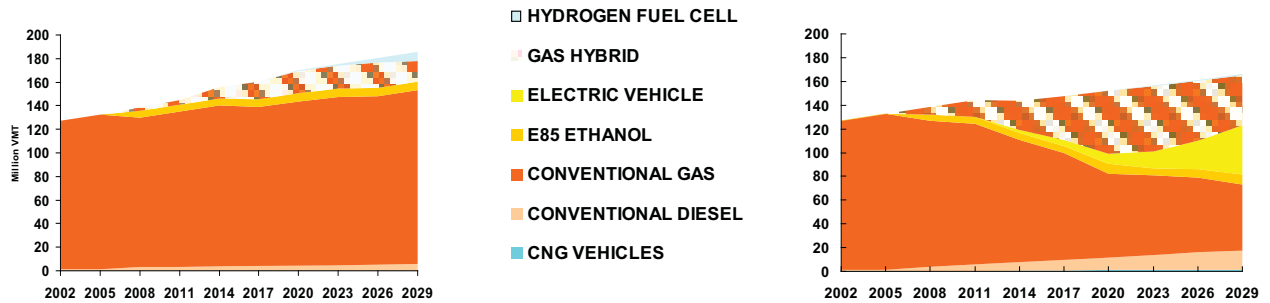 200
180
160
140
120
100
80
60
40
20
0
Million VMT
2002 2005 2008 2011 2014 2017 2020 2023 2026 2029
HYDROGEN FUEL CELL
GAS HYBRID
ELECTRIC VEHICLE
E85 ETHANOL
CONVENTIONAL GAS
CONVENTIONAL DIESEL
CNG VEHICLES
200
180
160
140
120
100
80
60
40
20
0
2002 2005 2008 2011 2014 2017 2020 2023 2026 2029